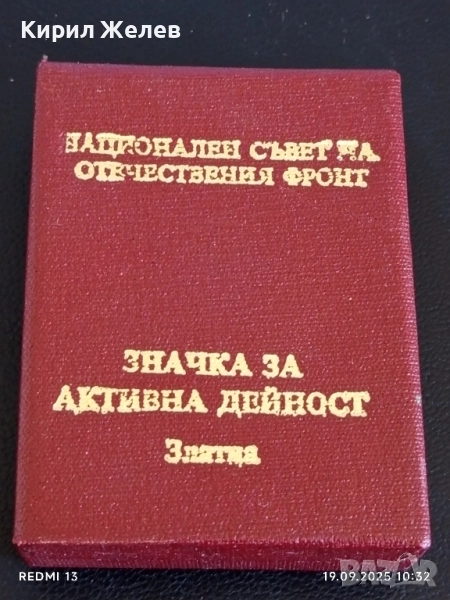 Кирил Желев
НАЦИОНАЛЕН СЪВЕТ НА
ОТЕЧЕСТВЕНИЯ ФРОНТ
ЗНАЧКА ЗА
АКТИВНА ДЕЙНОСТ
Златна
BAZAR
REDMI 13
19.09.2025 10:32